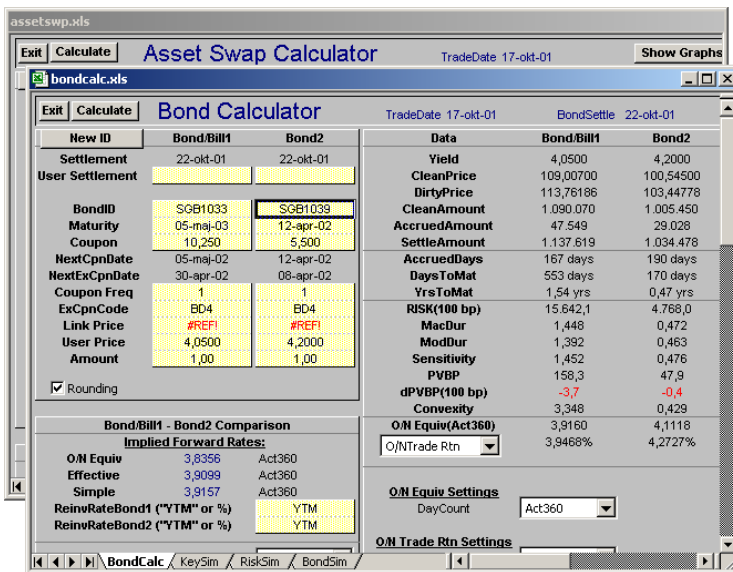 assetswp.xls
Exit Calculate Asset Swap Calculator TradeDate 17-okt-01 Show Graphs
bondcalc.xls
Exit Calculate Bond Calculator TradeDate 17-okt-01 BondSettle 22-okt-01
New ID Bond/Bill1 Bond2 Data Bond/Bill1 Bond2
Settlement 22-okt-01 22-okt-01 Yield 4,0500 4,2000
User Settlement CleanPrice 109,00700 100,54500
DirtyPrice 113,76186 103,44778
BondID SGB1033 SGB1039 CleanAmount 1.090.070 1.005.450
Maturity 05-maj-03 12-apr-02 AccruedAmount 47.549 29.028
Coupon 10,250 5,500 SettleAmount 1.137.619 1.034.478
NextCpnDate 05-maj-02 12-apr-02 AccruedDays 167 days 190 days
NextExCpnDate 30-apr-02 08-apr-02 DaysToMat 553 days 170 days
Coupon Freq 1 1 YrsToMat 1,54 yrs 0,47 yrs
ExCpnCode BD4 BD4 RISK(100 bp) 15.642,1 4.768,0
Link Price #REF! #REF! MacDur 1,448 0,472
User Price 4,0500 4,2000 ModDur 1,392 0,463
Amount 1,00 1,00 Sensitivity 1,452 0,476
PVBP 158,3 47,9
Rounding dPVBP(100 bp) -3,7 -0,4
Convexity 3,348 0,429
Bond/Bill1 - Bond2 Comparison O/N Equiv(Act360) 3,9160 4,1118
Implied Forward Rates: O/NTrade Rtn 3,9468% 4,2727%
O/N Equiv 3,8356 Act360
Effective 3,9099 Act360
Simple 3,9157 Act360 O/N Equiv Settings
ReinvRateBond1 ("YTM" or %) YTM DayCount Act360
ReinvRateBond2 ("YTM" or %) YTM
O/N Trade Rtn Settings
BondCalc KeySim RiskSim BondSim